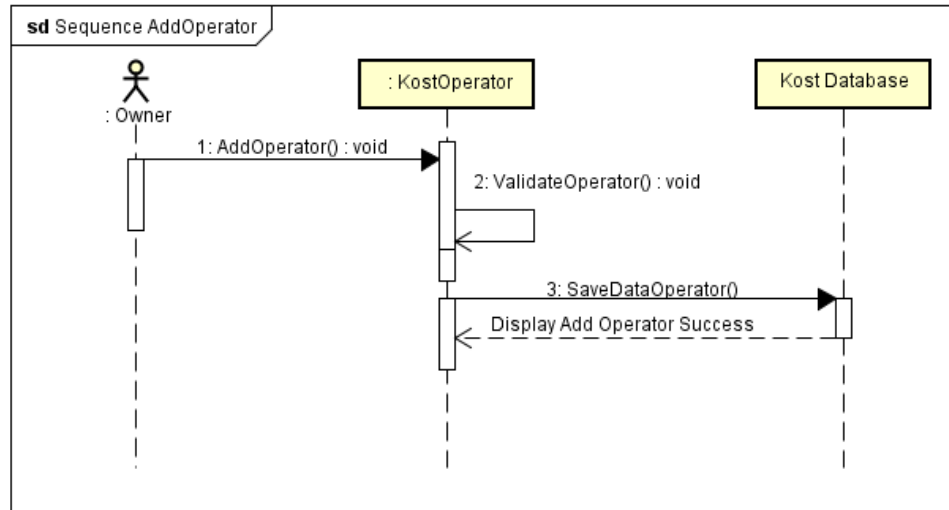 sd Sequence AddOperator
: Owner
: KostOperator
Kost Database
1: AddOperator() : void
2: ValidateOperator() : void
3: SaveDataOperator()
Display Add Operator Success